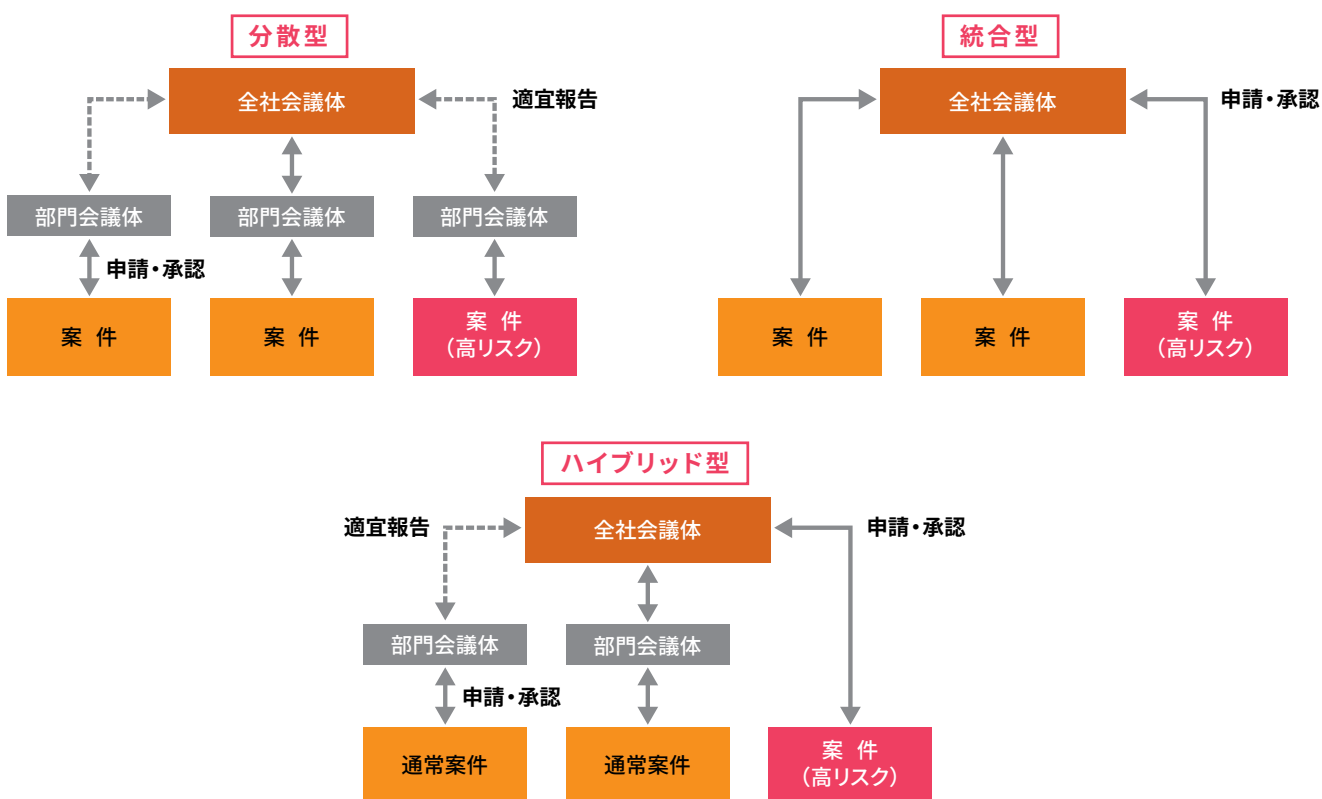 分散型
全社会議体
適宜報告
部門会議体
部門会議体
部門会議体
申請・承認
案 件
案 件
案 件
（高リスク）
統合型
全社会議体
申請・承認
案 件
案 件
案 件
（高リスク）
ハイブリッド型
適宜報告
全社会議体
申請・承認
部門会議体
部門会議体
申請・承認
通常案件
通常案件
案 件
（高リスク）